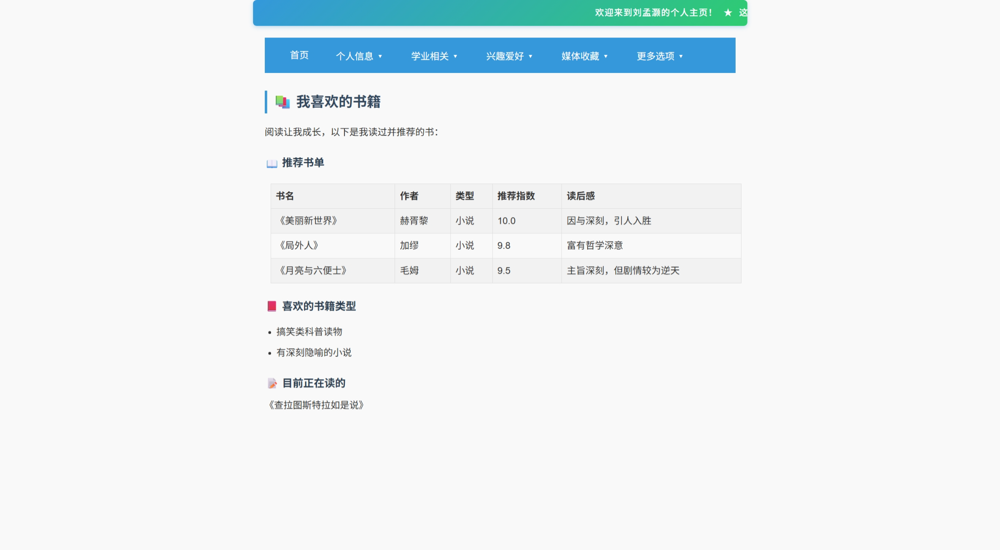 欢迎来到刘孟灏的个人主页！ ★ 这
首页 个人信息 ▼ 学业相关 ▼ 兴趣爱好 ▼ 媒体收藏 ▼ 更多选项 ▼
我喜欢的书籍
阅读让我成长，以下是我读过并推荐的书：
推荐书单
书名 作者 类型 推荐指数 读后感
《美丽新世界》 赫胥黎 小说 10.0 因与深刻，引人入胜
《局外人》 加缪 小说 9.8 富有哲学深意
《月亮与六便士》 毛姆 小说 9.5 主旨深刻，但剧情较为逆天
喜欢的书籍类型
• 搞笑类科普读物
• 有深刻隐喻的小说
目前正在读的
《查拉图斯特拉如是说》